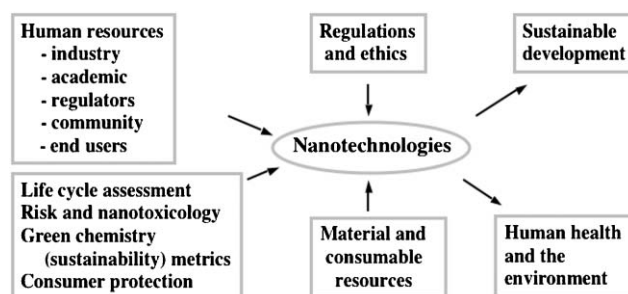 Human resources
- industry
- academic
- regulators
- community
- end users
Regulations
and ethics
Sustainable
development
Nanotechnologies
Life cycle assessment
Risk and nanotoxicology
Green chemistry
(sustainability) metrics
Consumer protection
Material and
consumable
resources
Human health
and the
environment